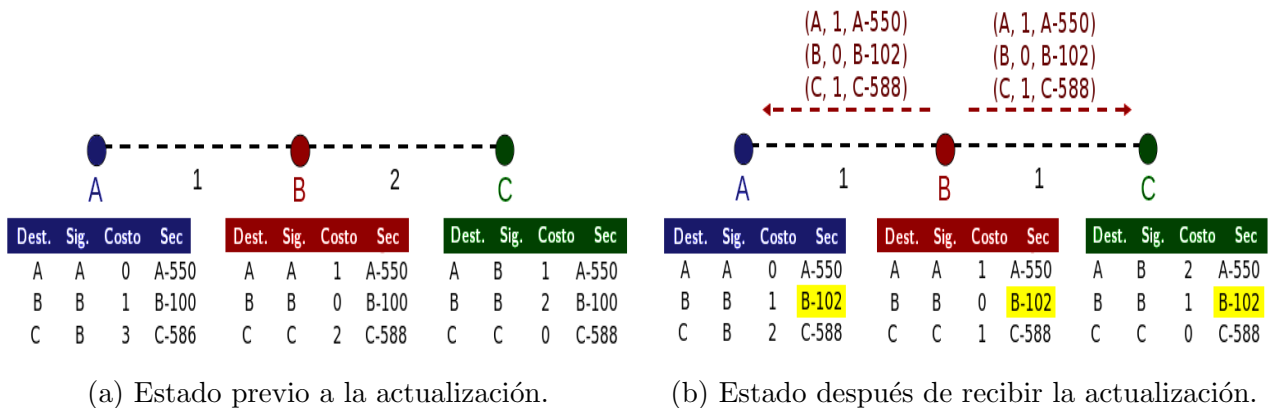 (A, 1, A-550)
(B, 0, B-102)
(C, 1, C-588)
(A, 1, A-550)
(B, 0, B-102)
(C, 1, C-588)
1
2
A
B
C
Dest. Sig. Costo Sec
A A 0 A-550
B B 1 B-100
C B 3 C-586
Dest. Sig. Costo Sec
A A 1 A-550
B B 0 B-100
C C 2 C-588
Dest. Sig. Costo Sec
A B 1 A-550
B B 2 B-100
C C 0 C-588
(a) Estado previo a la actualización.
1
1
A
B
C
Dest. Sig. Costo Sec
A A 0 A-550
B B 1 B-102
C B 2 C-588
Dest. Sig. Costo Sec
A A 1 A-550
B B 0 B-102
C C 1 C-588
Dest. Sig. Costo Sec
A B 2 A-550
B B 1 B-102
C C 0 C-588
(b) Estado después de recibir la actualización.